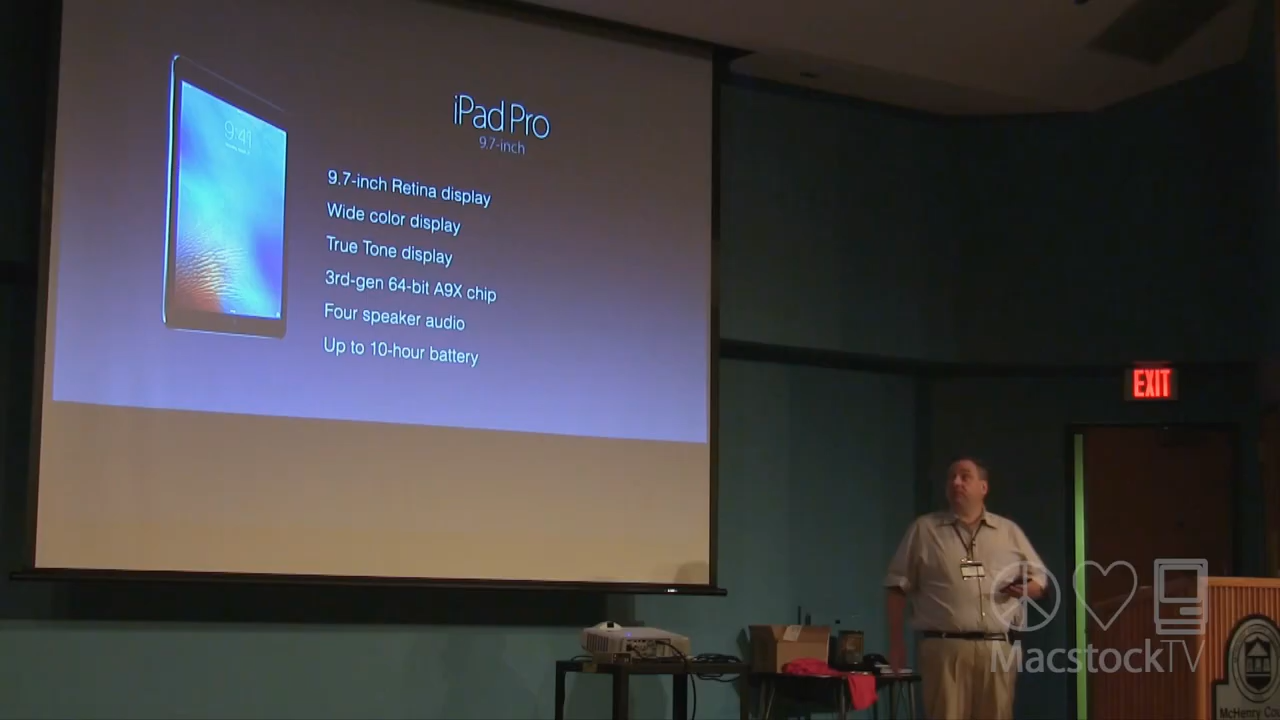 9:41
iPad Pro
9.7-inch
9.7-inch Retina display
Wide color display
True Tone display
3rd-gen 64-bit A9X chip
Four speaker audio
Up to 10-hour battery
EXIT
MacstockTV
McHenry